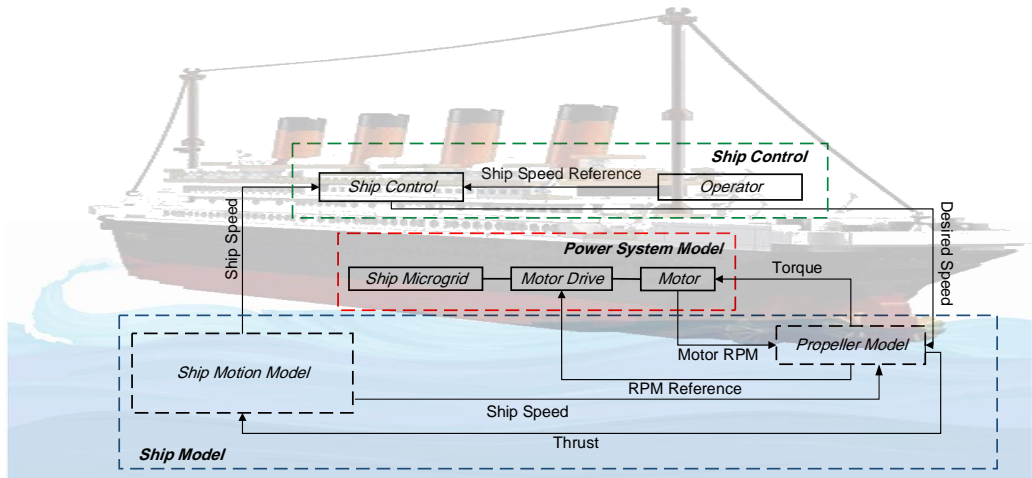 Ship Control
Ship Speed Reference
Ship Control
Operator
Ship Speed
Desired Speed
Power System Model
Ship Microgrid
Motor Drive
Motor
Torque
Motor RPM
Propeller Model
Ship Motion Model
RPM Reference
Ship Speed
Thrust
Ship Model